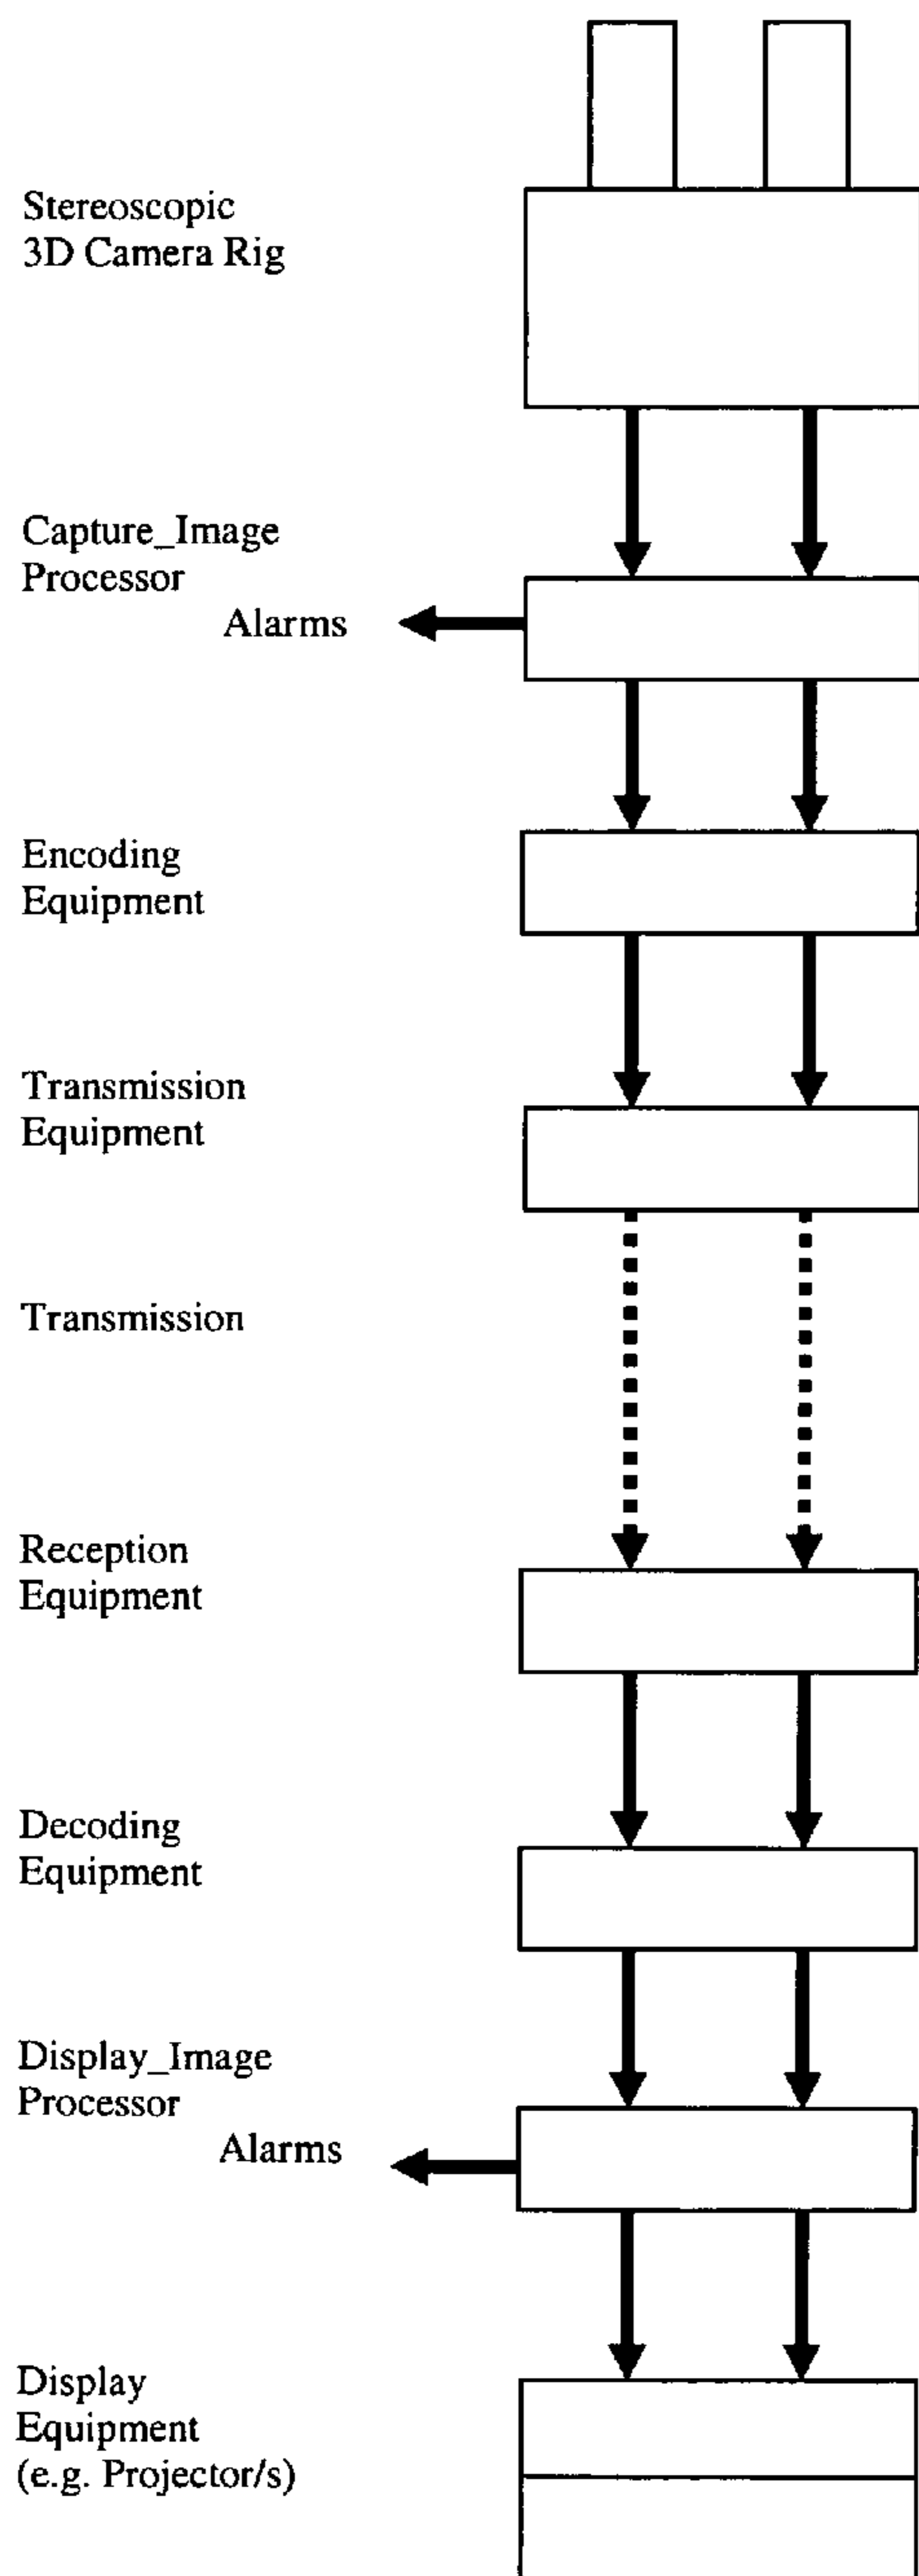 Stereoscopic
3D Camera Rig
Capture_Image
Processor
Alarms
Encoding
Equipment
Transmission
Equipment
Transmission
Reception
Equipment
Decoding
Equipment
Display_Image
Processor
Alarms
Display
Equipment
(e.g. Projector/s)